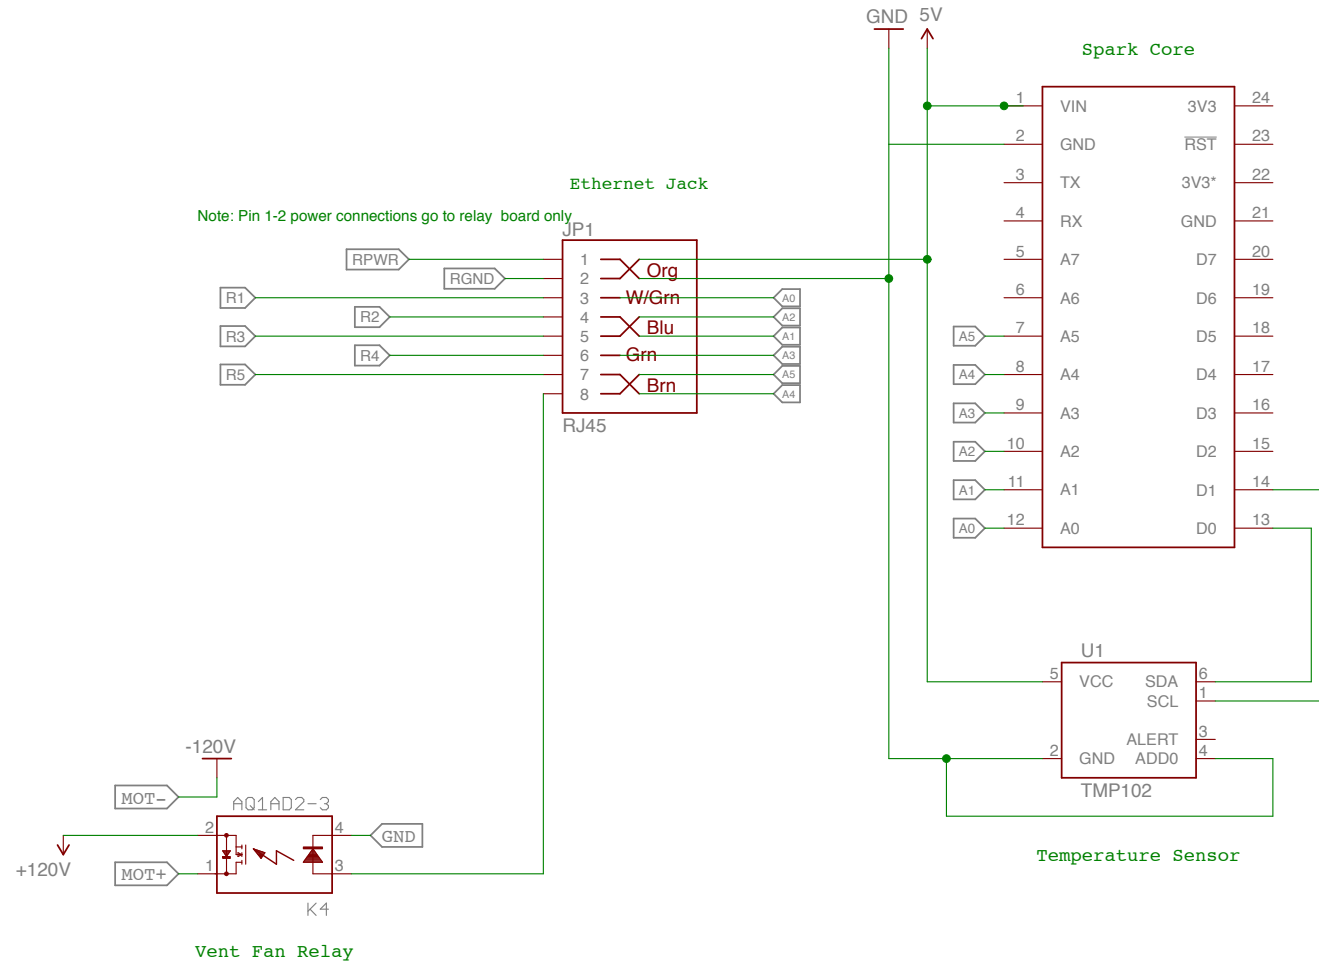 GND 5V
Spark Core
1 VIN 3V3 24
2 GND RST 23
3 TX 3V3* 22
4 RX GND 21
5 A7 D7 20
6 A6 D6 19
A5 7 A5 D5 18
A4 8 A4 D4 17
A3 9 A3 D3 16
A2 10 A2 D2 15
A1 11 A1 D1 14
A0 12 A0 D0 13
Ethernet Jack
Note: Pin 1-2 power connections go to relay board only
JP1
RPWR 1
Org
RGND 2
R1 3 W/Grn A0
R2 4 A2
Blu
R3 5 A1
R4 6 Grn A3
R5 7 A5
Brn
8 A4
RJ45
U1
5 VCC SDA 6
SCL 1
ALERT 3
2 GND ADD0 4
TMP102
Temperature Sensor
-120V
MOT-
AQ1AD2-3
2 4 GND
+120V
MOT+ 1 3
K4
Vent Fan Relay